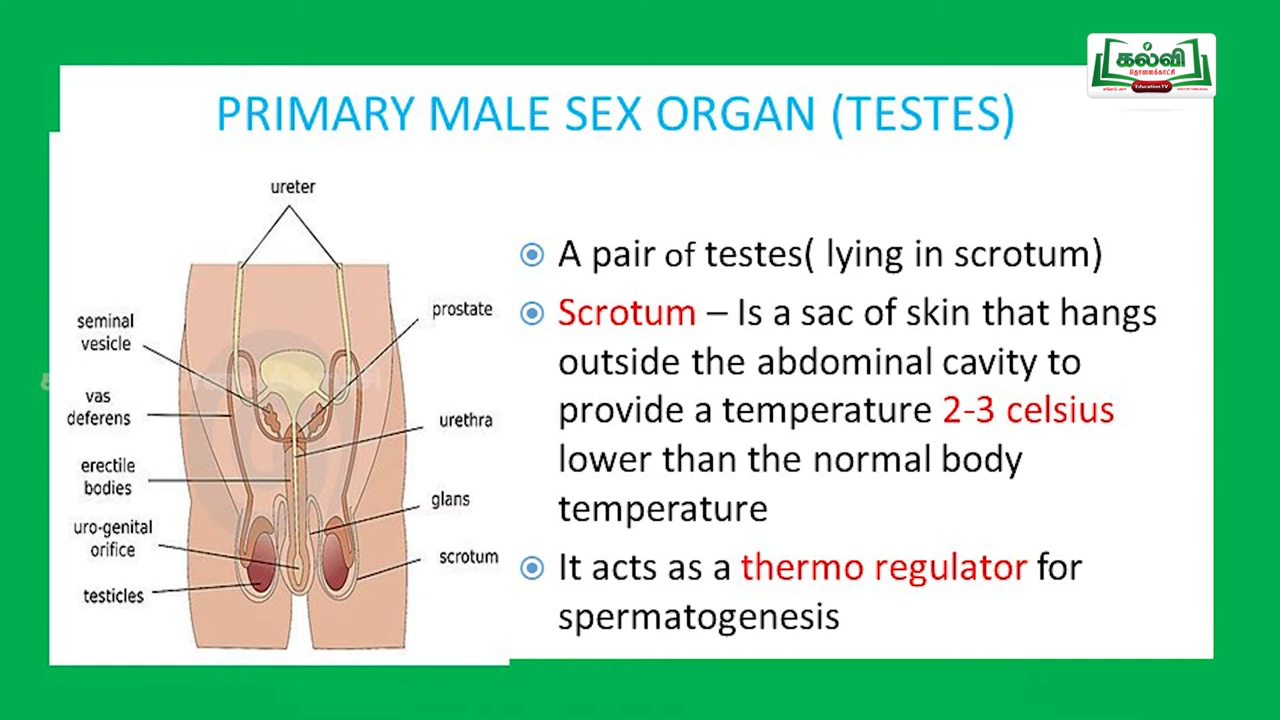 கல்வி
தொலைக்காட்சி
Education TV
PRIMARY MALE SEX ORGAN (TESTES)
ureter
seminal
vesicle
prostate
vas
deferens
urethra
erectile
bodies
glans
uro-genital
orifice
scrotum
testicles
A pair of testes( lying in scrotum)
Scrotum – Is a sac of skin that hangs
outside the abdominal cavity to
provide a temperature 2-3 celsius
lower than the normal body
temperature
It acts as a thermo regulator for
spermatogenesis